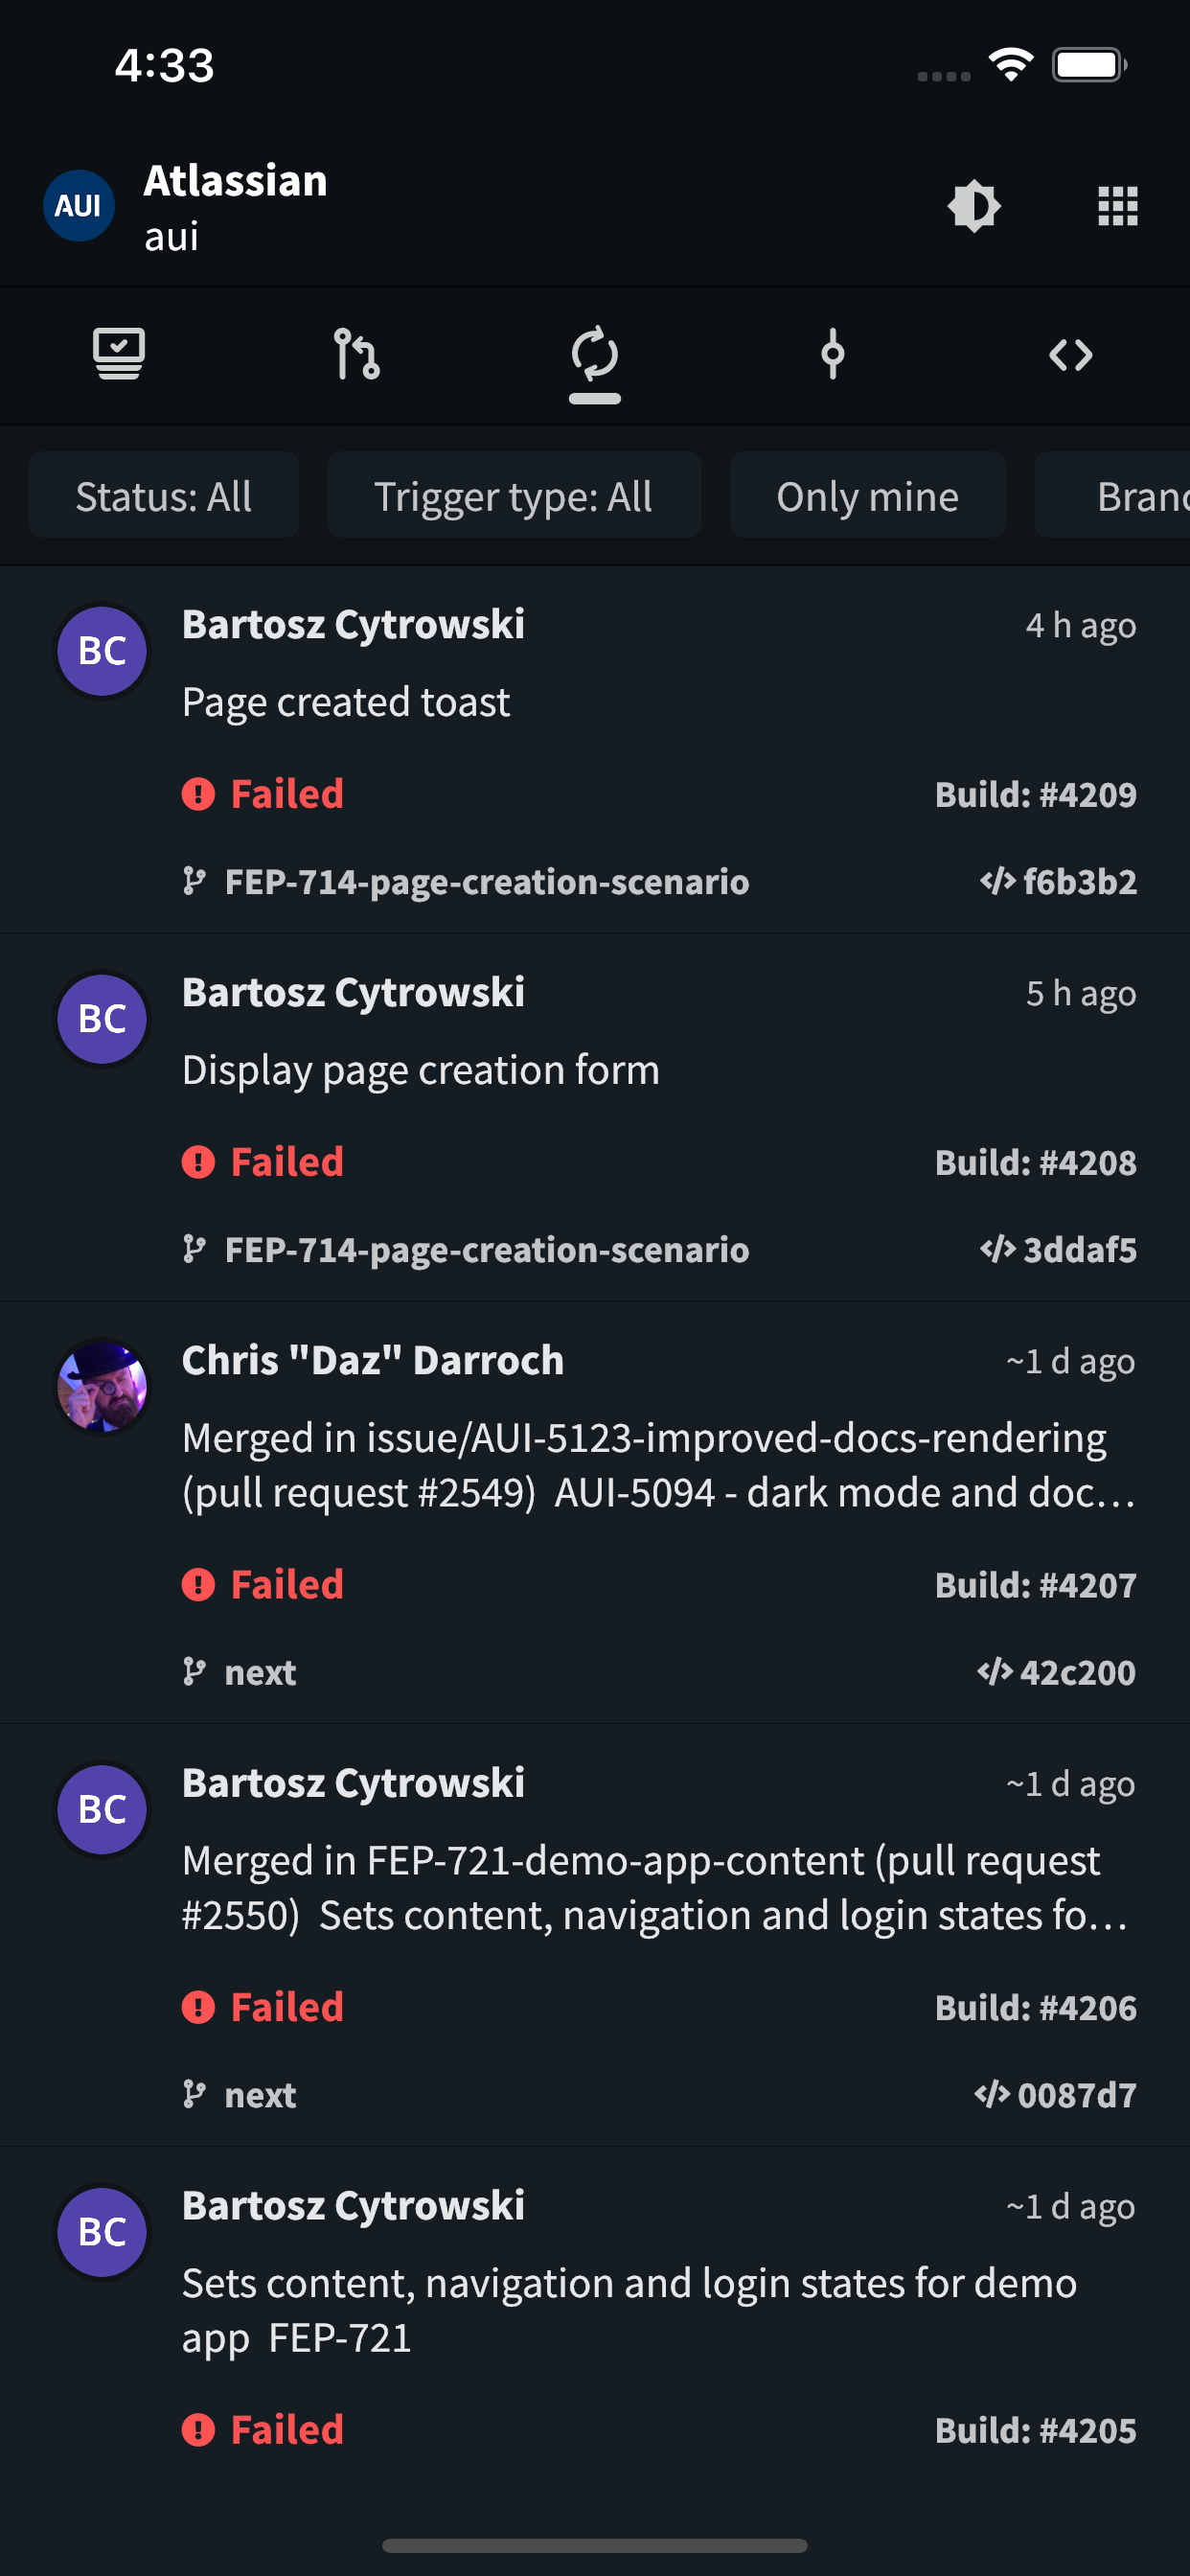 4:33
AUI
Atlassian
aui
Status: All
Trigger type: All
Only mine
Branc
BC
Bartosz Cytrowski
4 h ago
Page created toast
Failed
Build: #4209
FEP-714-page-creation-scenario
</> f6b3b2
BC
Bartosz Cytrowski
5 h ago
Display page creation form
Failed
Build: #4208
FEP-714-page-creation-scenario
</> 3ddaf5
Chris "Daz" Darroch
~1 d ago
Merged in issue/AUI-5123-improved-docs-rendering
(pull request #2549)  AUI-5094 - dark mode and doc…
Failed
Build: #4207
next
</> 42c200
BC
Bartosz Cytrowski
~1 d ago
Merged in FEP-721-demo-app-content (pull request
#2550)  Sets content, navigation and login states fo…
Failed
Build: #4206
next
</> 0087d7
BC
Bartosz Cytrowski
~1 d ago
Sets content, navigation and login states for demo
app  FEP-721
Failed
Build: #4205